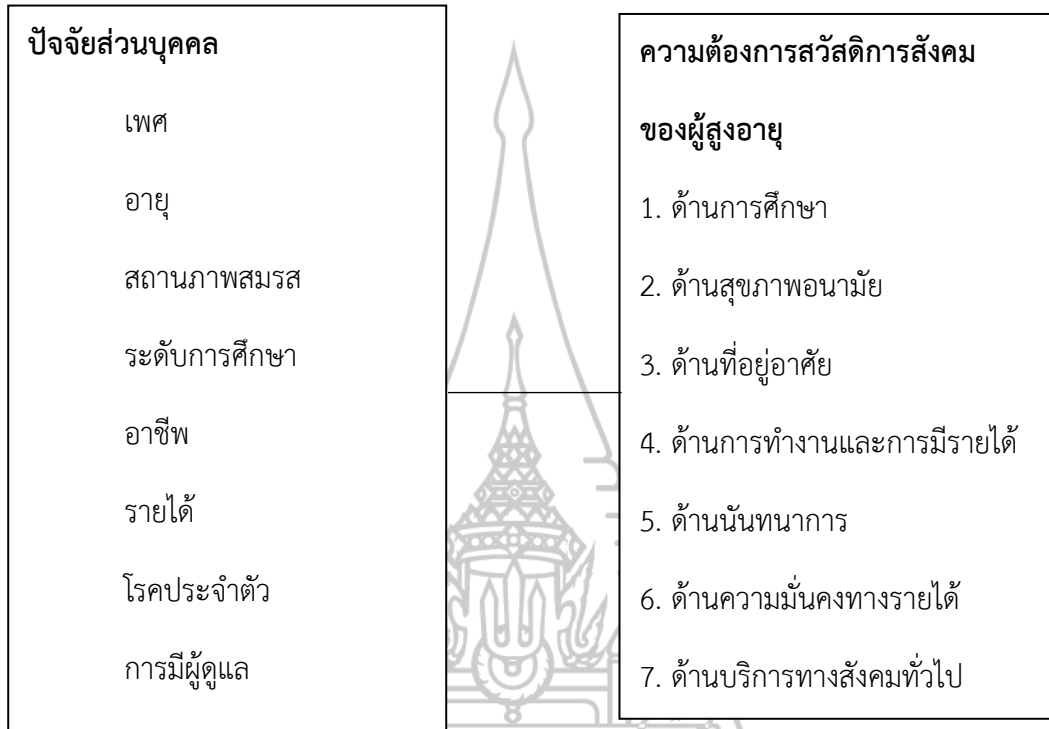 ปัจจัยส่วนบุคคล
เพศ
อายุ
สถานภาพสมรส
ระดับการศึกษา
อาชีพ
รายได้
โรคประจำตัว
การมีผู้ดูแล
ความต้องการสวัสดิการสังคม
ของผู้สูงอายุ
1. ด้านการศึกษา
2. ด้านสุขภาพอนามัย
3. ด้านที่อยู่อาศัย
4. ด้านการทำงานและการมีรายได้
5. ด้านนันทนาการ
6. ด้านความมั่นคงทางรายได้
7. ด้านบริการทางสังคมทั่วไป